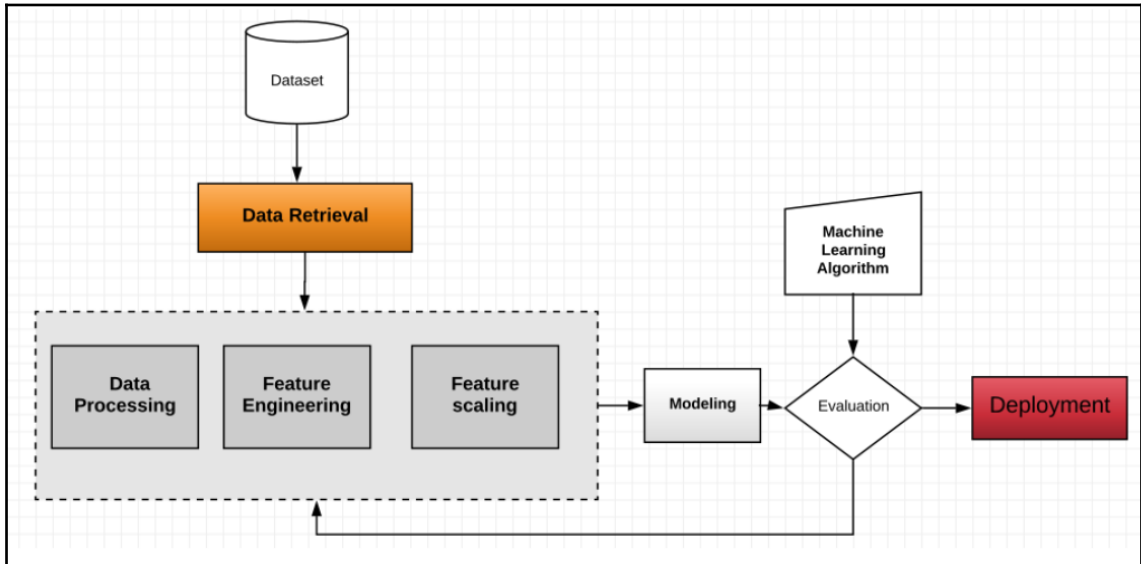 Dataset
Data Retrieval
Machine
Learning
Algorithm
Data
Processing
Feature
Engineering
Feature
scaling
Modeling
Evaluation
Deployment